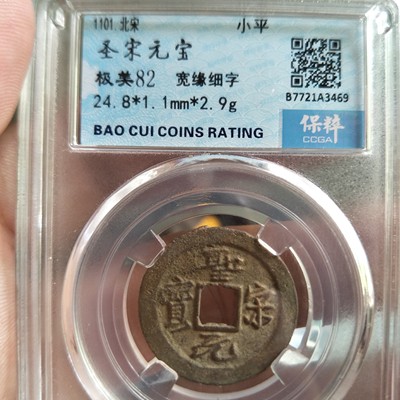 1101.北宋 小平
圣宋元宝
极美82 宽缘细字
24.8*1.1mm*2.9g
B7721A3469
BAO CUI COINS RATING
保粹
CCGA
聖宋元寶